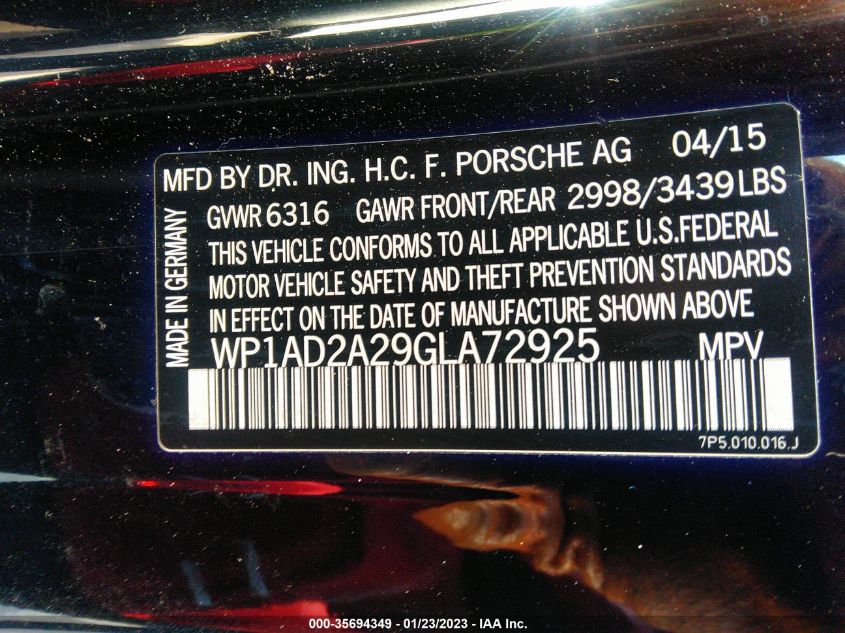 MFD BY DR. ING. H.C. F. PORSCHE AG 04/15
GVWR 6316 GAWR FRONT/REAR 2998/3439 LBS
THIS VEHICLE CONFORMS TO ALL APPLICABLE U.S.FEDERAL
MOTOR VEHICLE SAFETY AND THEFT PREVENTION STANDARDS
IN EFFECT ON THE DATE OF MANUFACTURE SHOWN ABOVE
WP1AD2A29GLA72925 MPV
MADE IN GERMANY
7P5.010.016.J
000-35694349 - 01/23/2023 - IAA Inc.